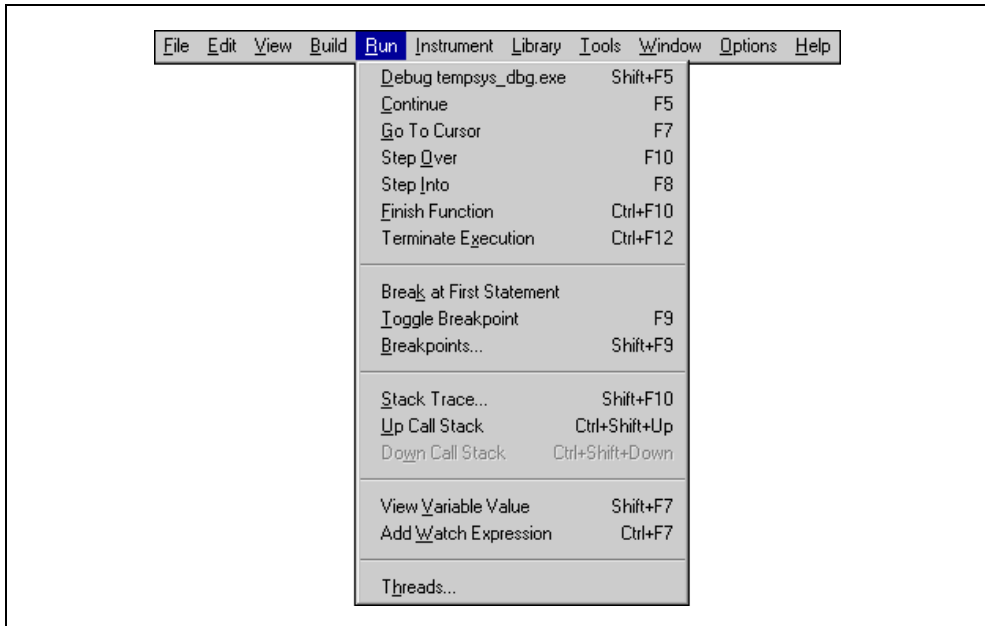 File Edit View Build Run Instrument Library Tools Window Options Help
Debug tempsys_dbg.exe Shift+F5
Continue F5
Go To Cursor F7
Step Over F10
Step Into F8
Finish Function Ctrl+F10
Terminate Execution Ctrl+F12
Break at First Statement
Toggle Breakpoint F9
Breakpoints... Shift+F9
Stack Trace... Shift+F10
Up Call Stack Ctrl+Shift+Up
Down Call Stack Ctrl+Shift+Down
View Variable Value Shift+F7
Add Watch Expression Ctrl+F7
Threads...